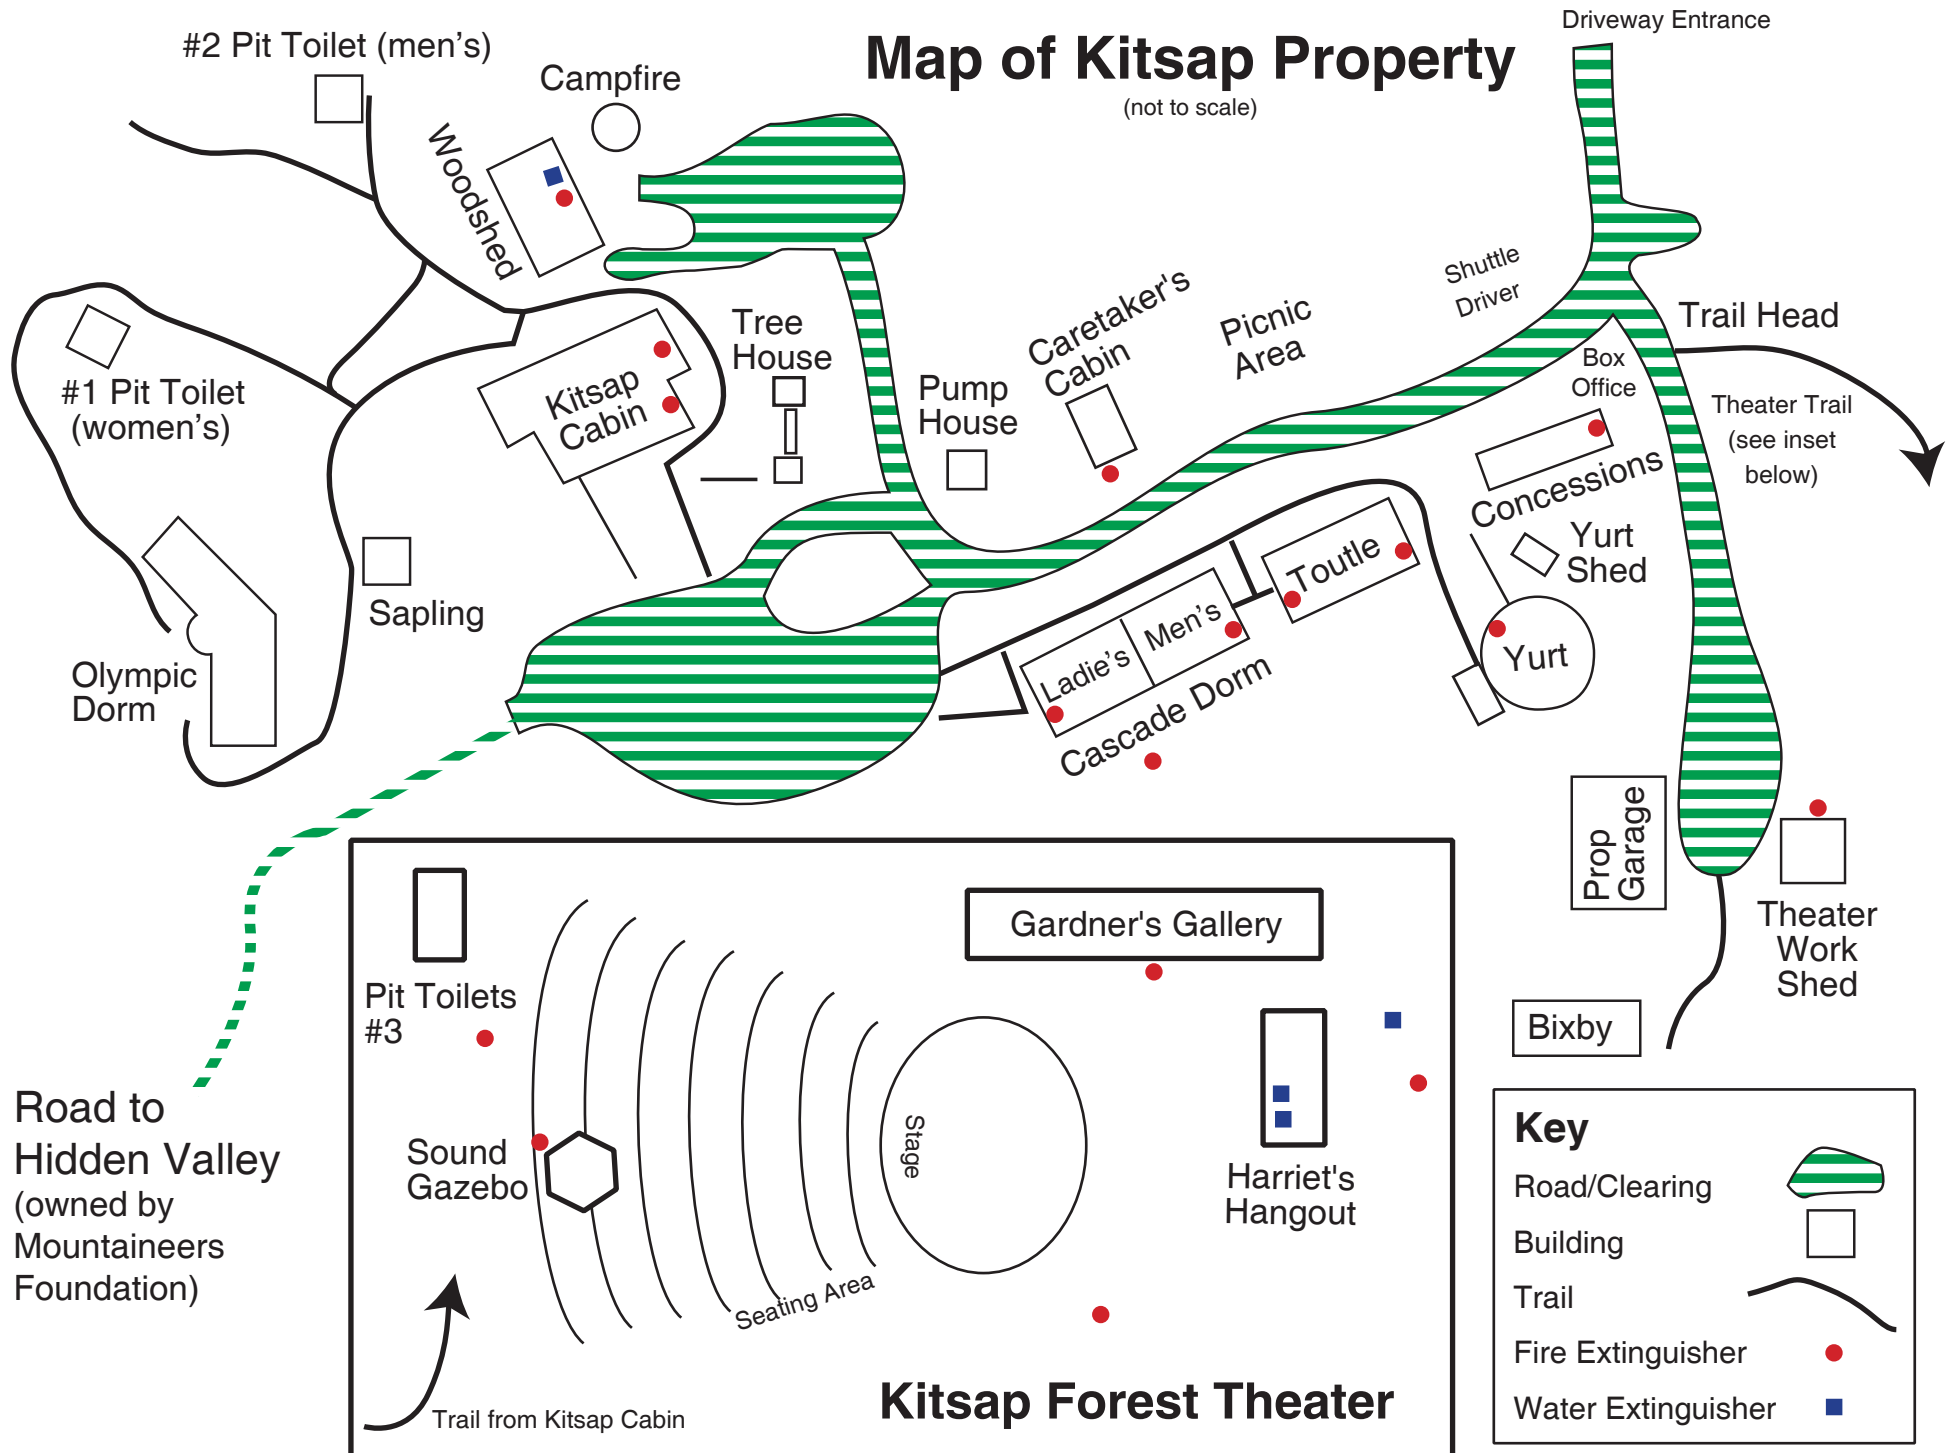 Driveway Entrance
Map of Kitsap Property
(not to scale)
#2 Pit Toilet (men's)
Campfire
Woodshed
Shuttle
Driver
Trail Head
Caretaker's
Cabin
Picnic
Area
Tree
House
Box
Office
#1 Pit Toilet
(women's)
Kitsap
Cabin
Pump
House
Theater Trail
(see inset
below)
Concessions
Yurt
Shed
Toutle
Sapling
Men's
Ladie's
Yurt
Olympic
Dorm
Cascade Dorm
Prop
Garage
Theater
Work
Shed
Gardner's Gallery
Pit Toilets
#3
Bixby
Road to
Hidden Valley
(owned by
Mountaineers
Foundation)
Sound
Gazebo
Stage
Harriet's
Hangout
Seating Area
Trail from Kitsap Cabin
Kitsap Forest Theater
Key
Road/Clearing
Building
Trail
Fire Extinguisher
Water Extinguisher